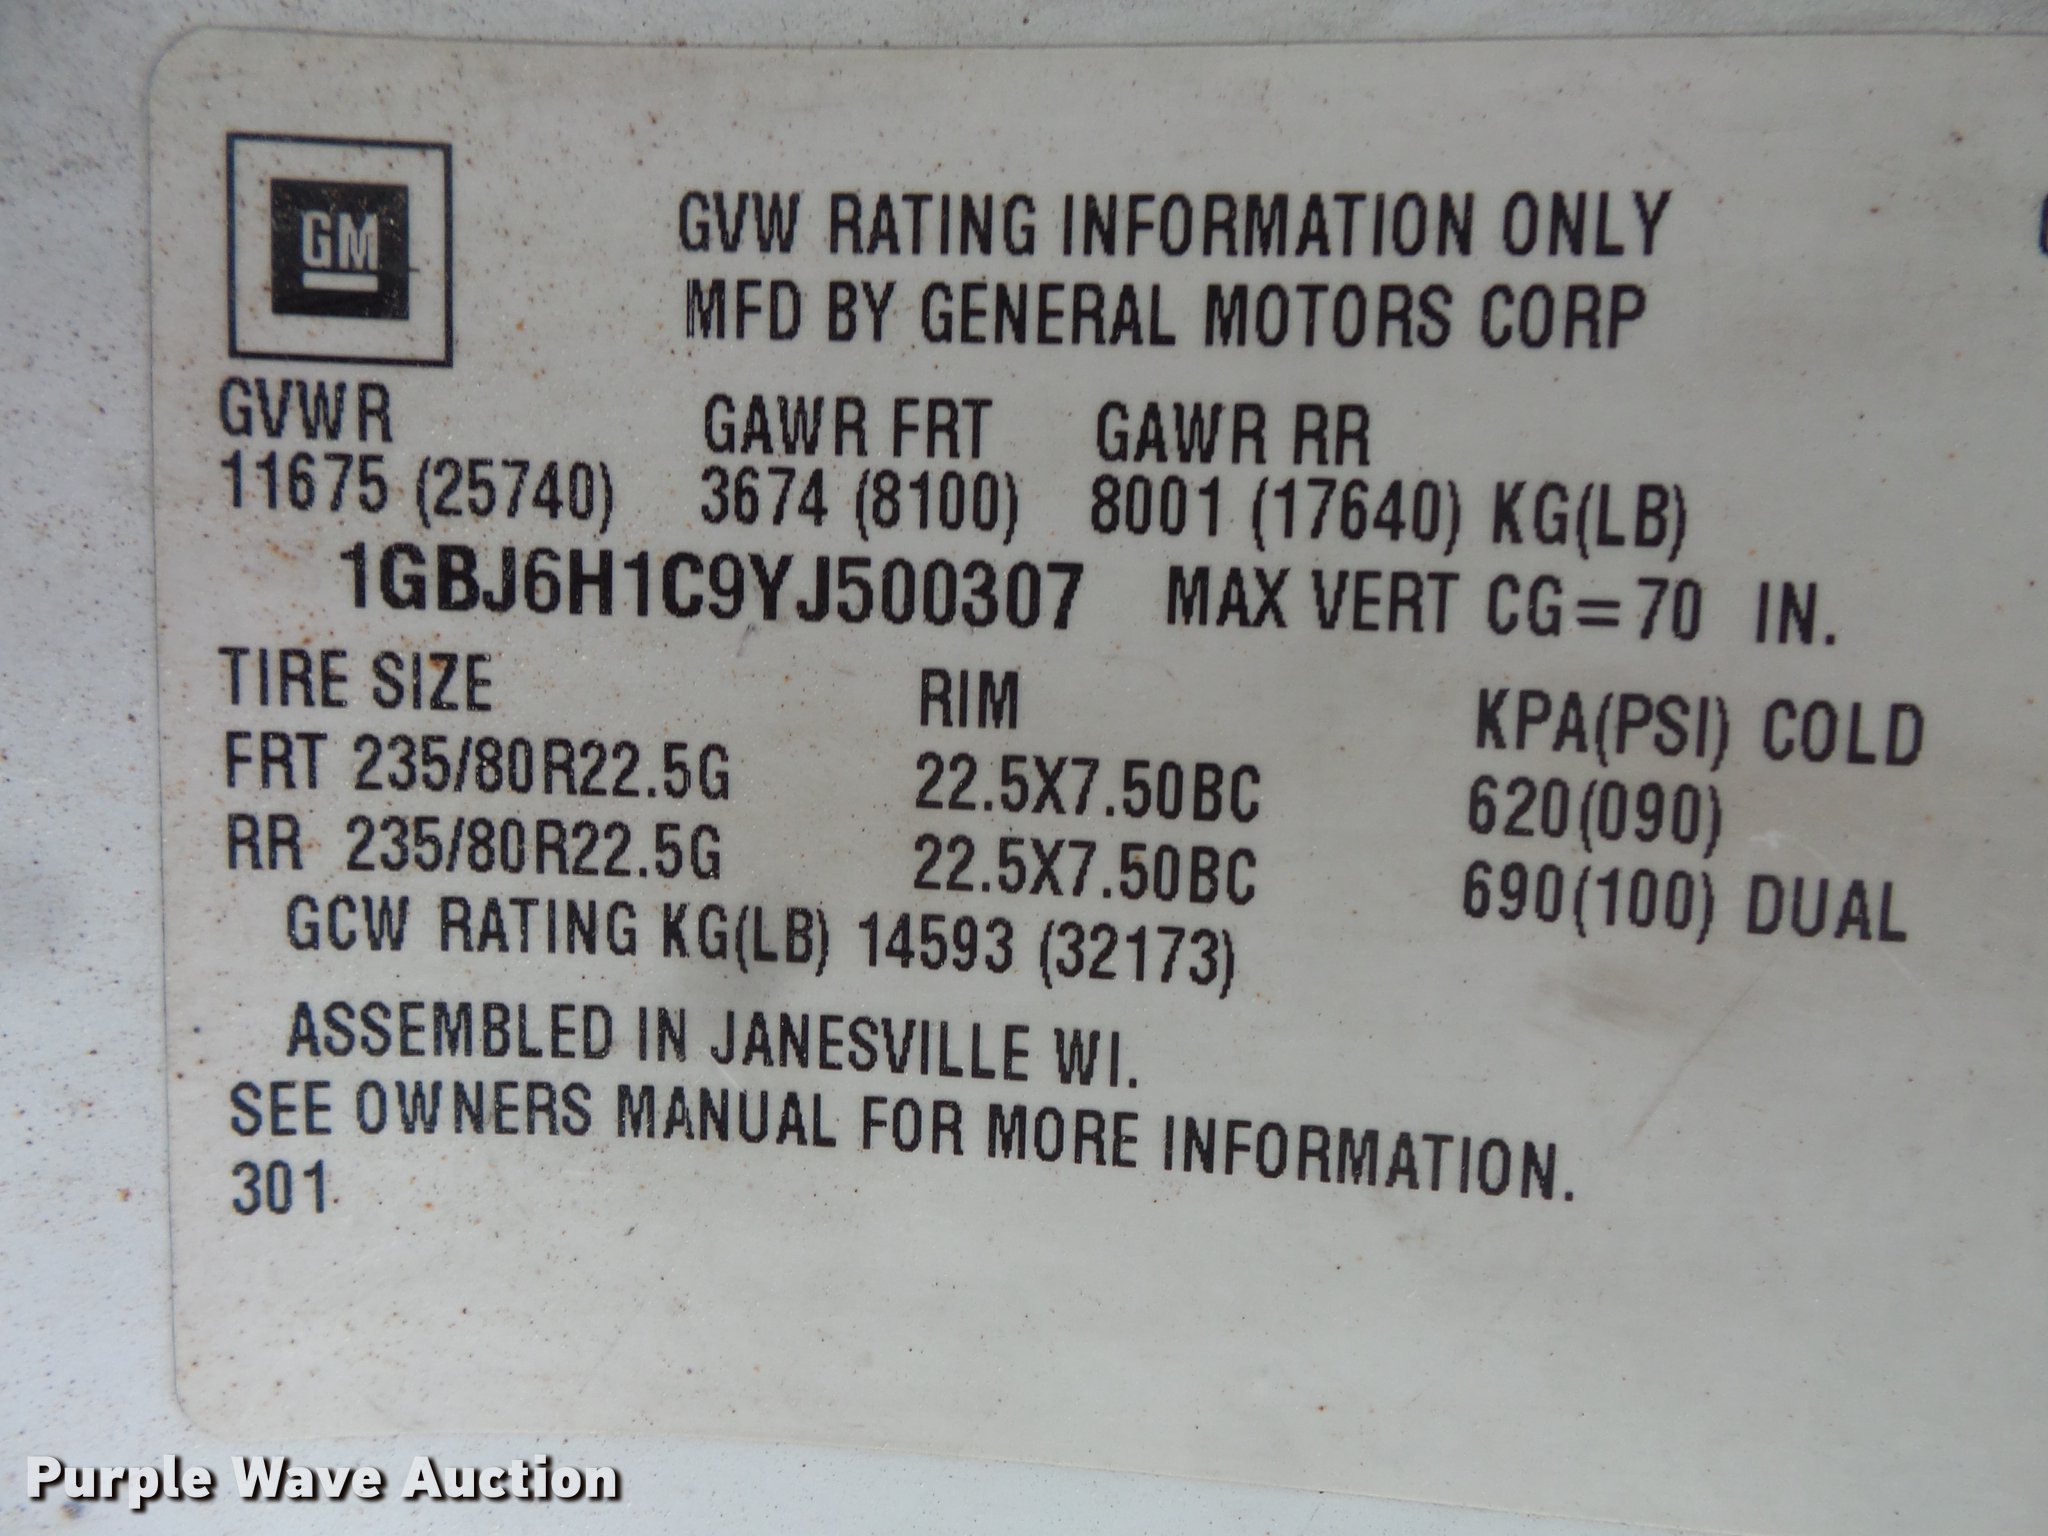 GM
GVW RATING INFORMATION ONLY
MFD BY GENERAL MOTORS CORP
GVWR GAWR FRT GAWR RR
11675 (25740) 3674 (8100) 8001 (17640) KG(LB)
1GBJ6H1C9YJ500307 MAX VERT CG=70 IN.
TIRE SIZE RIM KPA(PSI) COLD
FRT 235/80R22.5G 22.5X7.50BC 620(090)
RR 235/80R22.5G 22.5X7.50BC 690(100) DUAL
GCW RATING KG(LB) 14593 (32173)
ASSEMBLED IN JANESVILLE WI.
SEE OWNERS MANUAL FOR MORE INFORMATION.
301
Purple Wave Auction